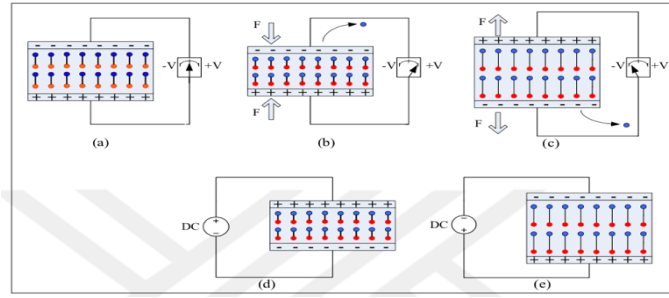 - - - - - - - -
-V +V
+ + + + + + + +
(a)
F
- - - - - - - -
-V +V
+ + + + + + + +
F
(b)
F
+ + + + + + + +
-V +V
- - - - - - - -
F
(c)
DC
+
−
+ + + + + + + +
- - - - - - - -
(d)
DC
−
+
- - - - - - - -
+ + + + + + + +
(e)